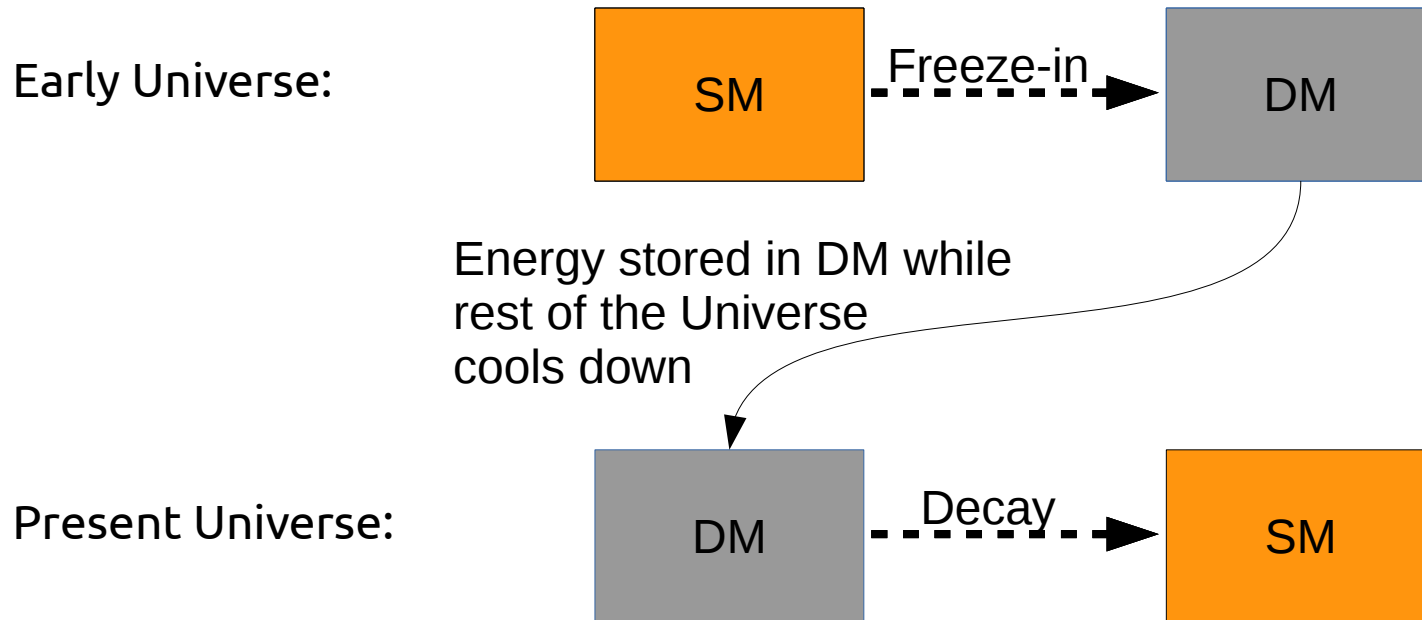 Early Universe:
SM
Freeze-in
DM
Energy stored in DM while
rest of the Universe
cools down
Present Universe:
DM
Decay
SM